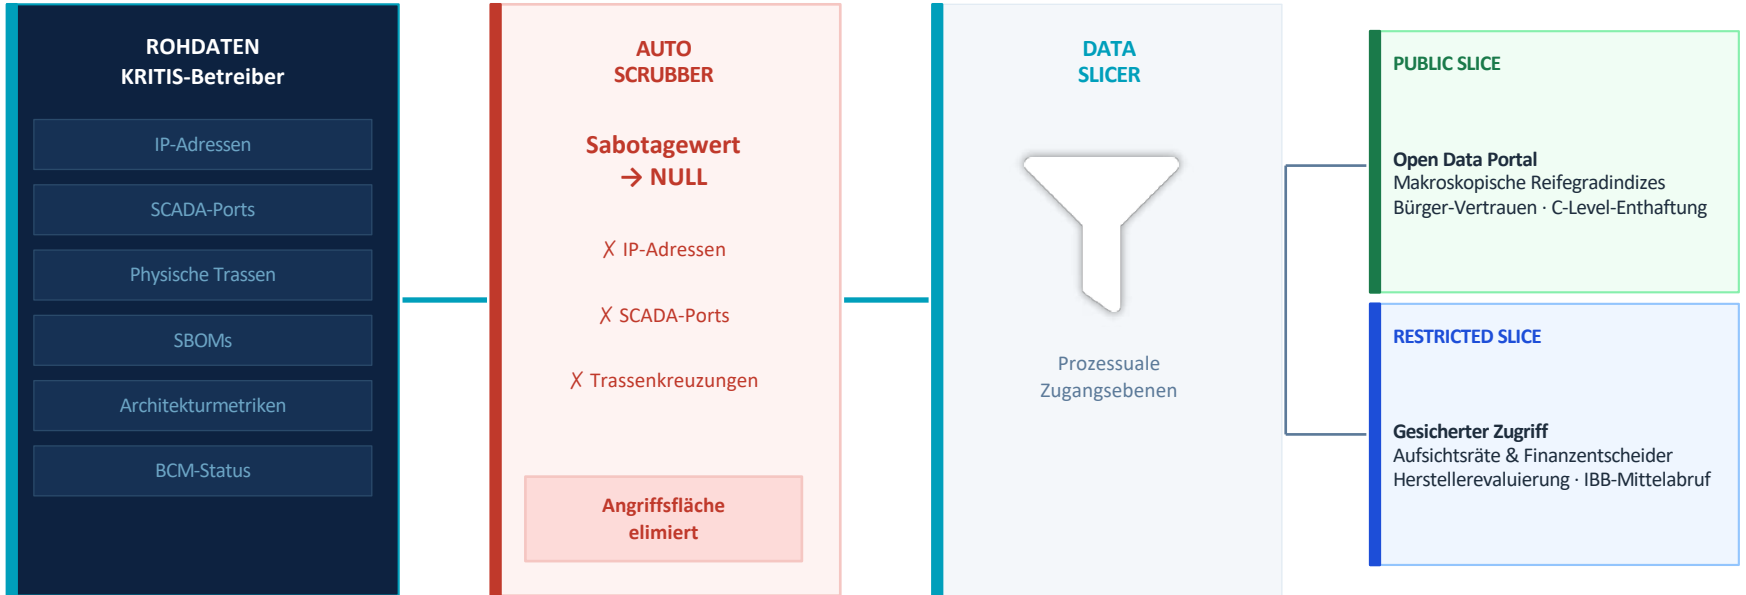 ROHDATEN
KRITIS-Betreiber
IP-Adressen
SCADA-Ports
Physische Trassen
SBOMs
Architekturmetriken
BCM-Status
AUTO
SCRUBBER
Sabotagewert
→ NULL
✗ IP-Adressen
✗ SCADA-Ports
✗ Trassenkreuzungen
Angriffsfläche
elimiert
DATA
SLICER
Prozessuale
Zugangsebenen
PUBLIC SLICE
Open Data Portal
Makroskopische Reifegradindizes
Bürger-Vertrauen · C-Level-Enthaftung
RESTRICTED SLICE
Gesicherter Zugriff
Aufsichtsräte & Finanzentscheider
Herstellerevaluierung · IBB-Mittelabruf